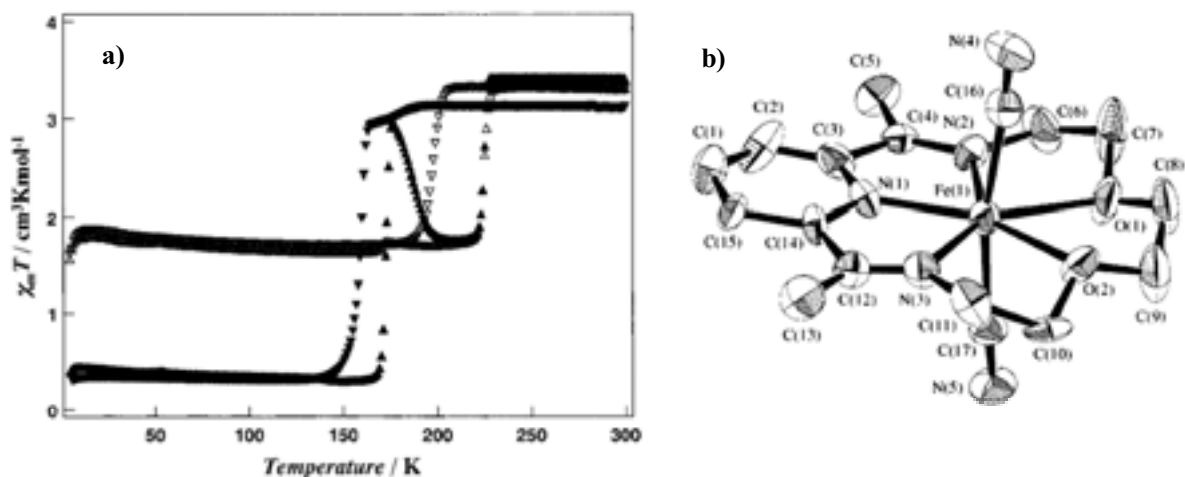 a)
4
3
2
1
0
χmT / cm³Kmol⁻¹
50
100
150
200
250
300
Temperature / K
b)
N(4)
C(5)
C(16)
C(2)
C(4)
N(2)
C(6)
C(1)
C(3)
C(7)
N(1)
Fe(1)
C(8)
C(15)
C(14)
O(1)
C(12)
N(3)
O(2)
C(13)
C(11)
C(17)
C(10)
C(9)
N(5)